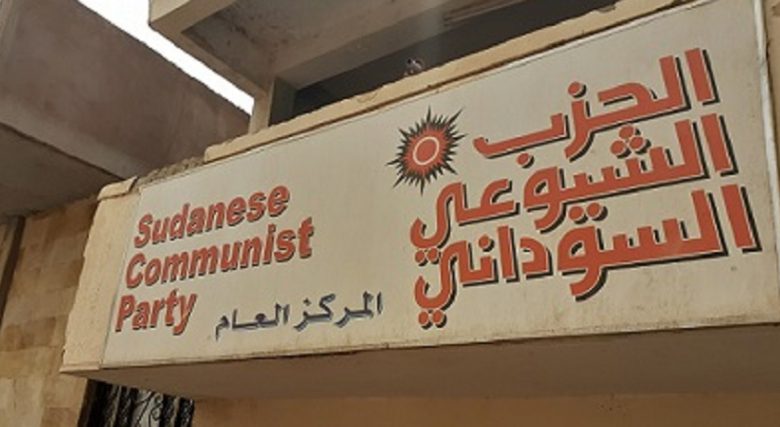 الحزب
الشيوعي
السوداني
Sudanese
Communist
Party
المركز العام